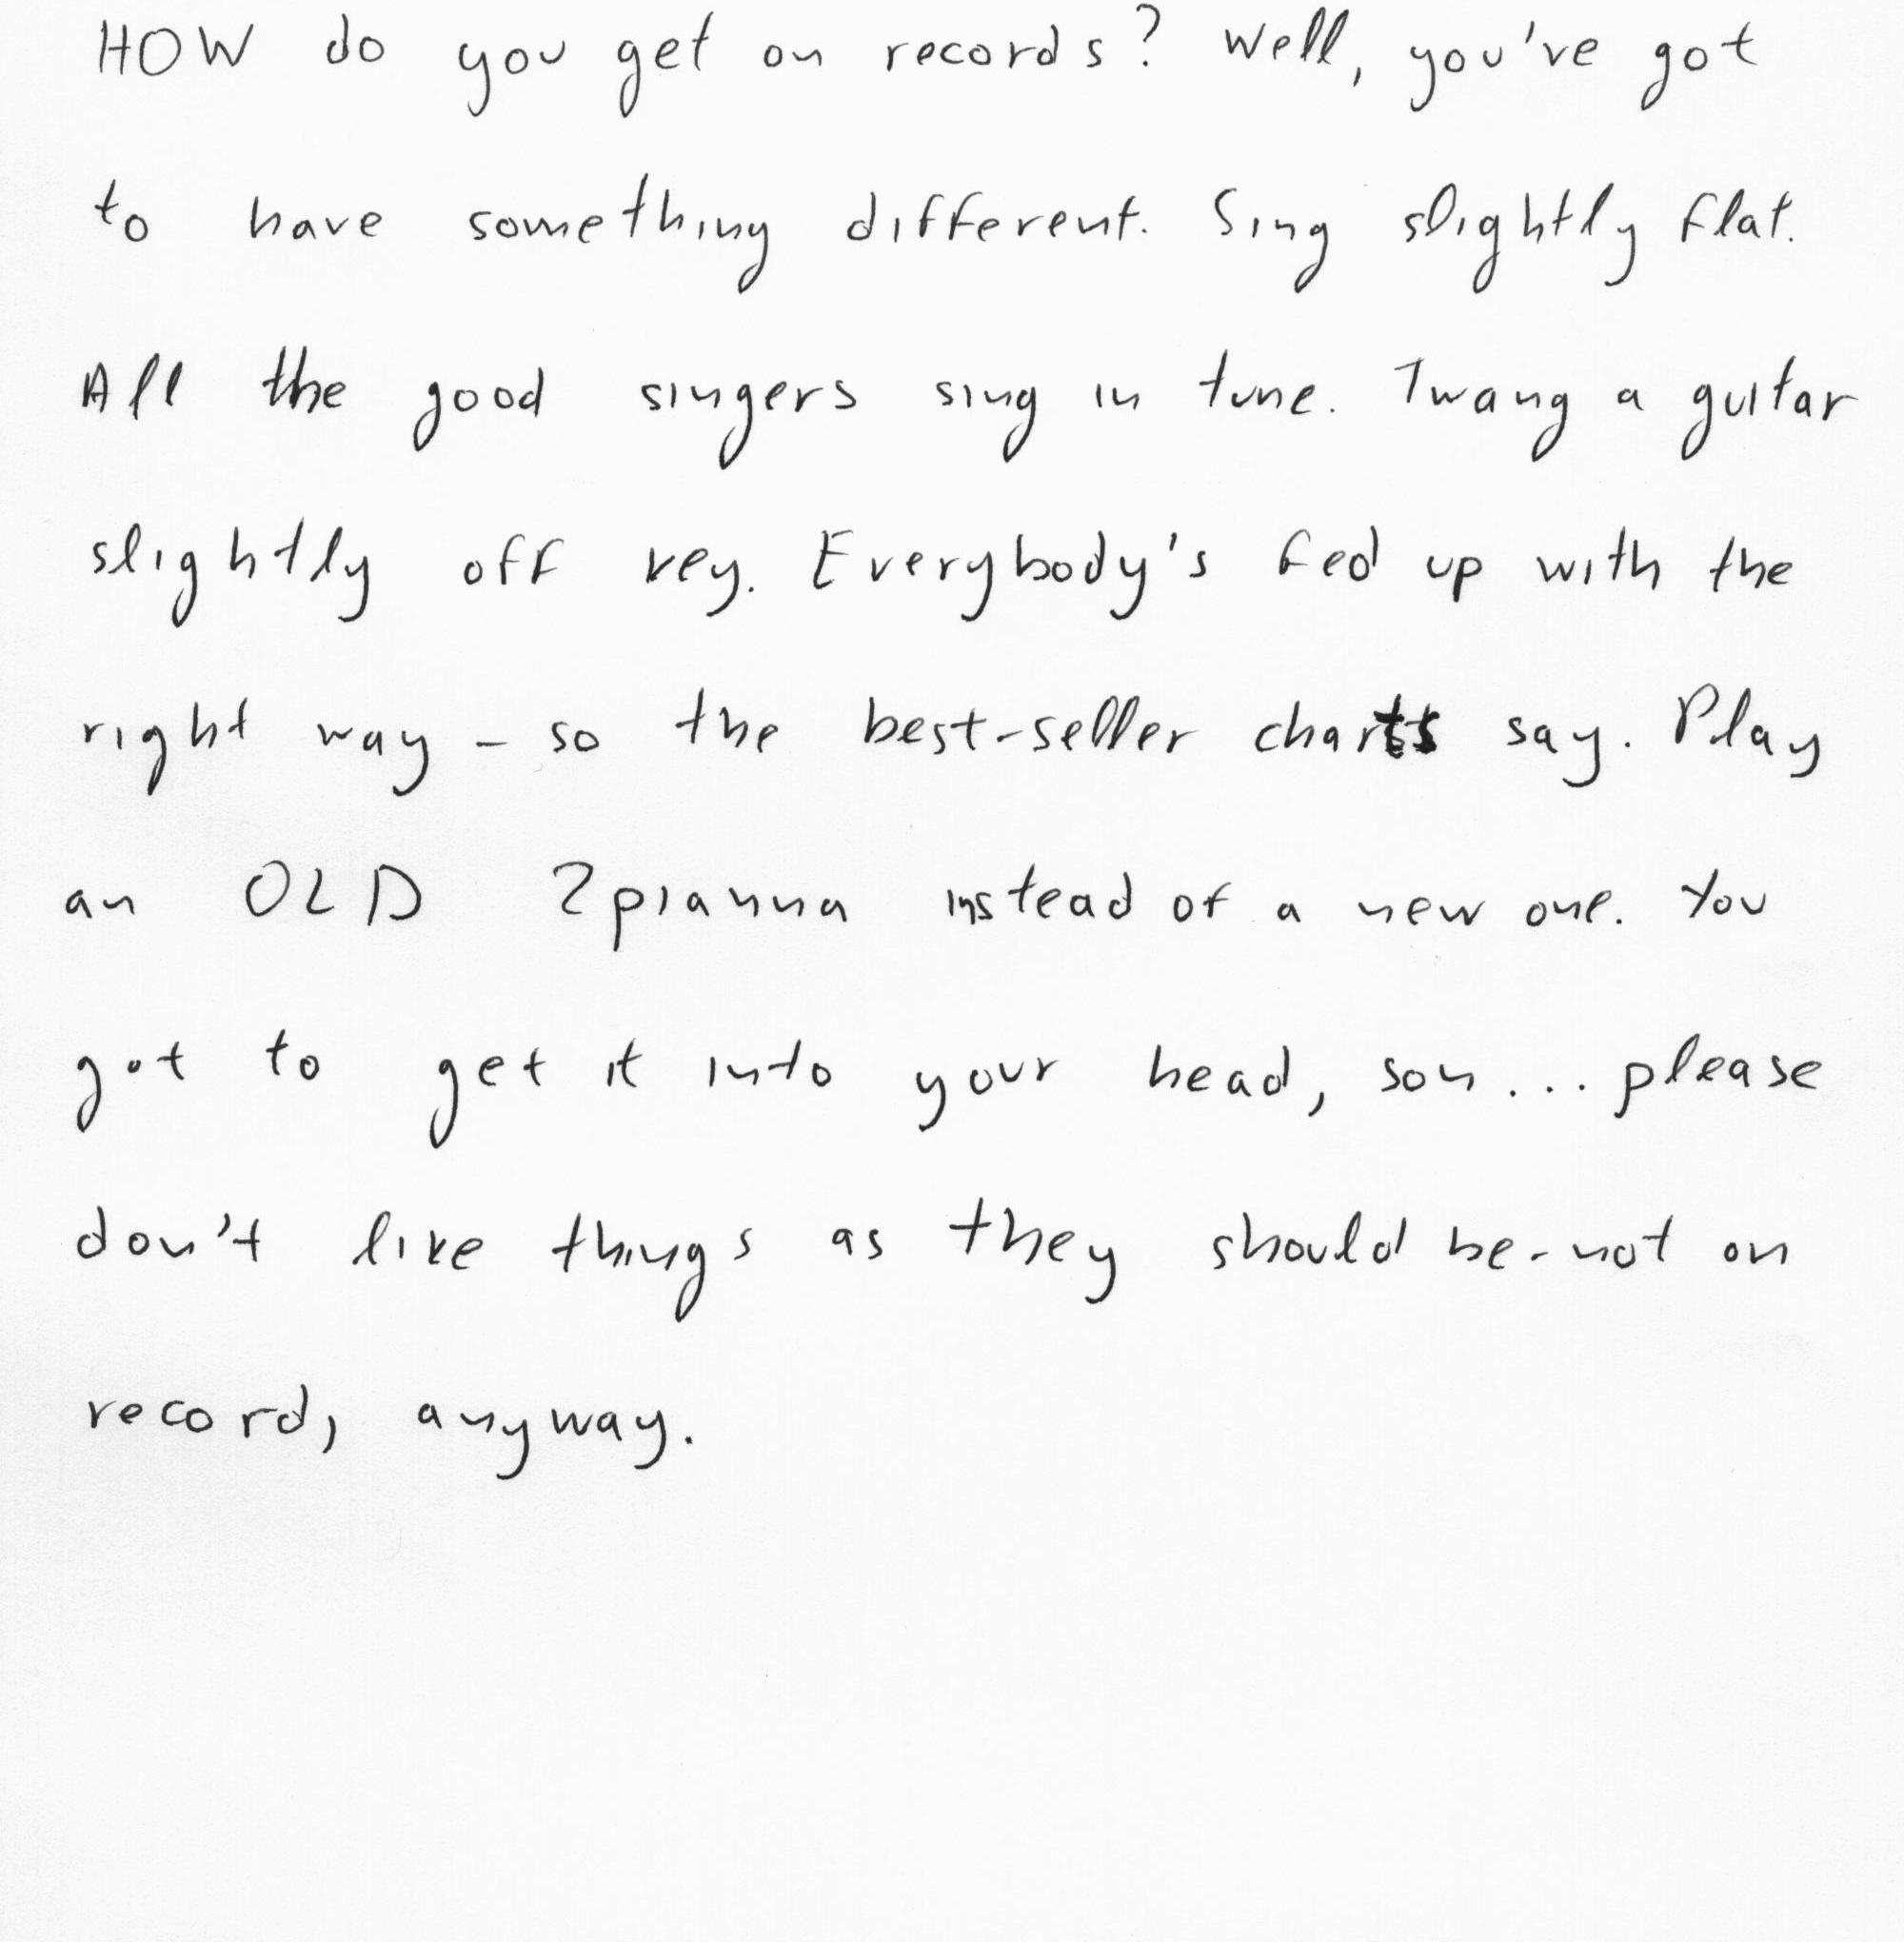 HOW do you get on records? Well, you've got
to have something different. Sing slightly flat.
All the good singers sing in tune. Twang a guitar
slightly off key. Everybody's fed up with the
right way - so the best-seller charts say. Play
an OLD pianna instead of a new one. You
got to get it into your head, son... please
don't like things as they should be - not on
record, anyway.